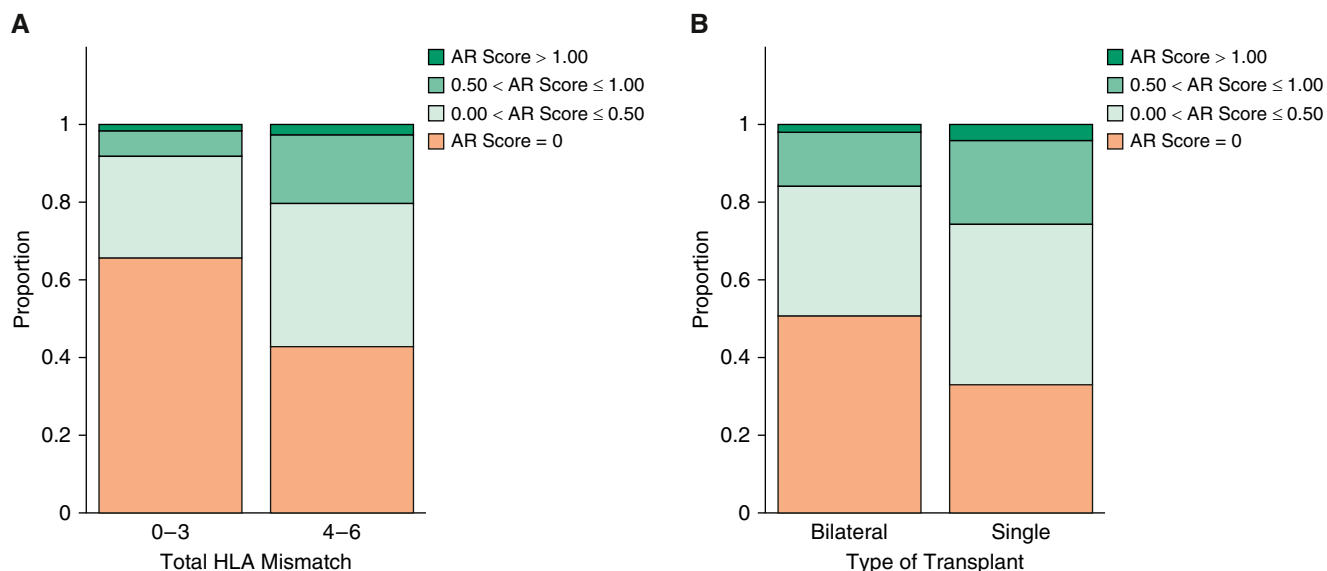 A
AR Score > 1.00
0.50 < AR Score ≤ 1.00
0.00 < AR Score ≤ 0.50
AR Score = 0
1
0.8
0.6
0.4
0.2
0
Proportion
0–3 4–6
Total HLA Mismatch
B
AR Score > 1.00
0.50 < AR Score ≤ 1.00
0.00 < AR Score ≤ 0.50
AR Score = 0
1
0.8
0.6
0.4
0.2
0
Proportion
Bilateral Single
Type of Transplant